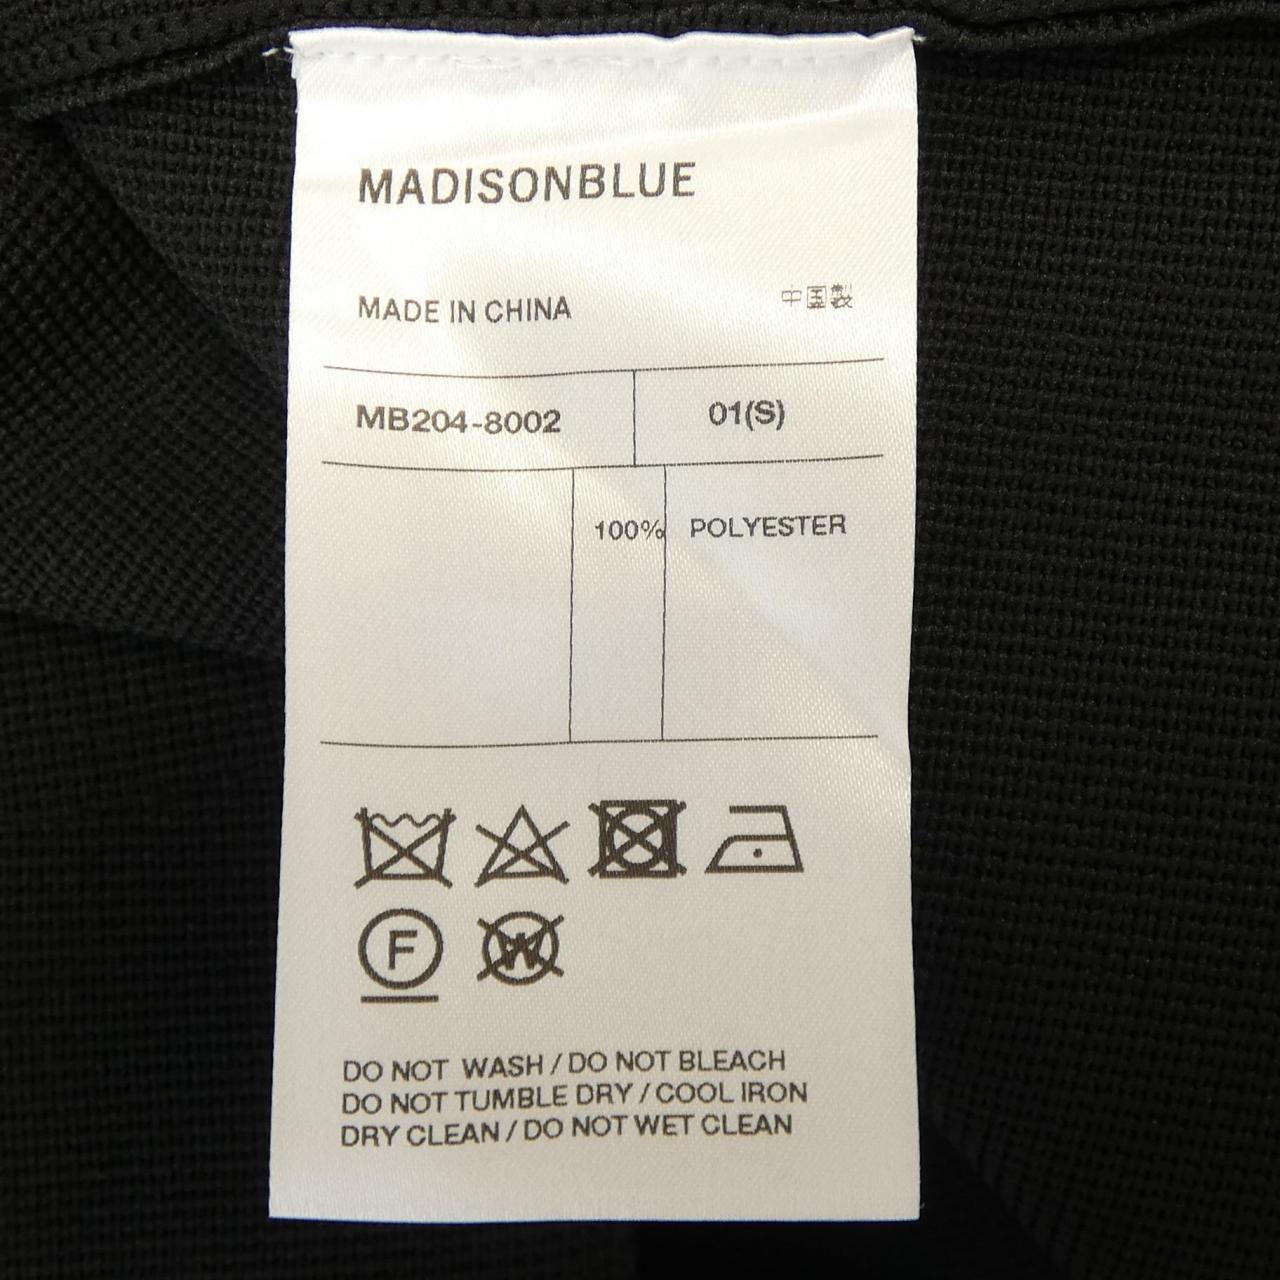 MADISONBLUE
MADE IN CHINA 中国製
MB204-8002 01(S)
100% POLYESTER
F
W
DO NOT WASH / DO NOT BLEACH
DO NOT TUMBLE DRY / COOL IRON
DRY CLEAN / DO NOT WET CLEAN